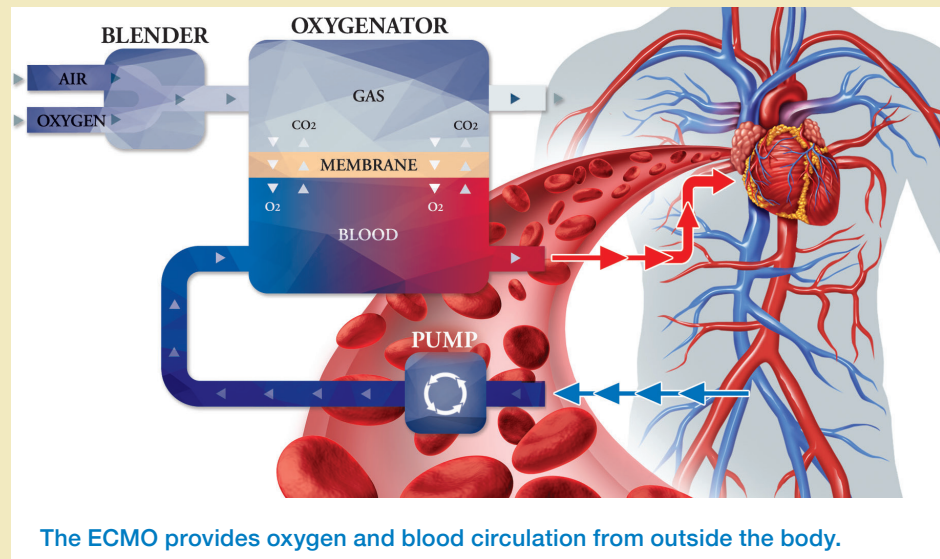 BLENDER
OXYGENATOR
AIR
OXYGEN
GAS
CO2 CO2
MEMBRANE
O2 O2
BLOOD
PUMP
The ECMO provides oxygen and blood circulation from outside the body.